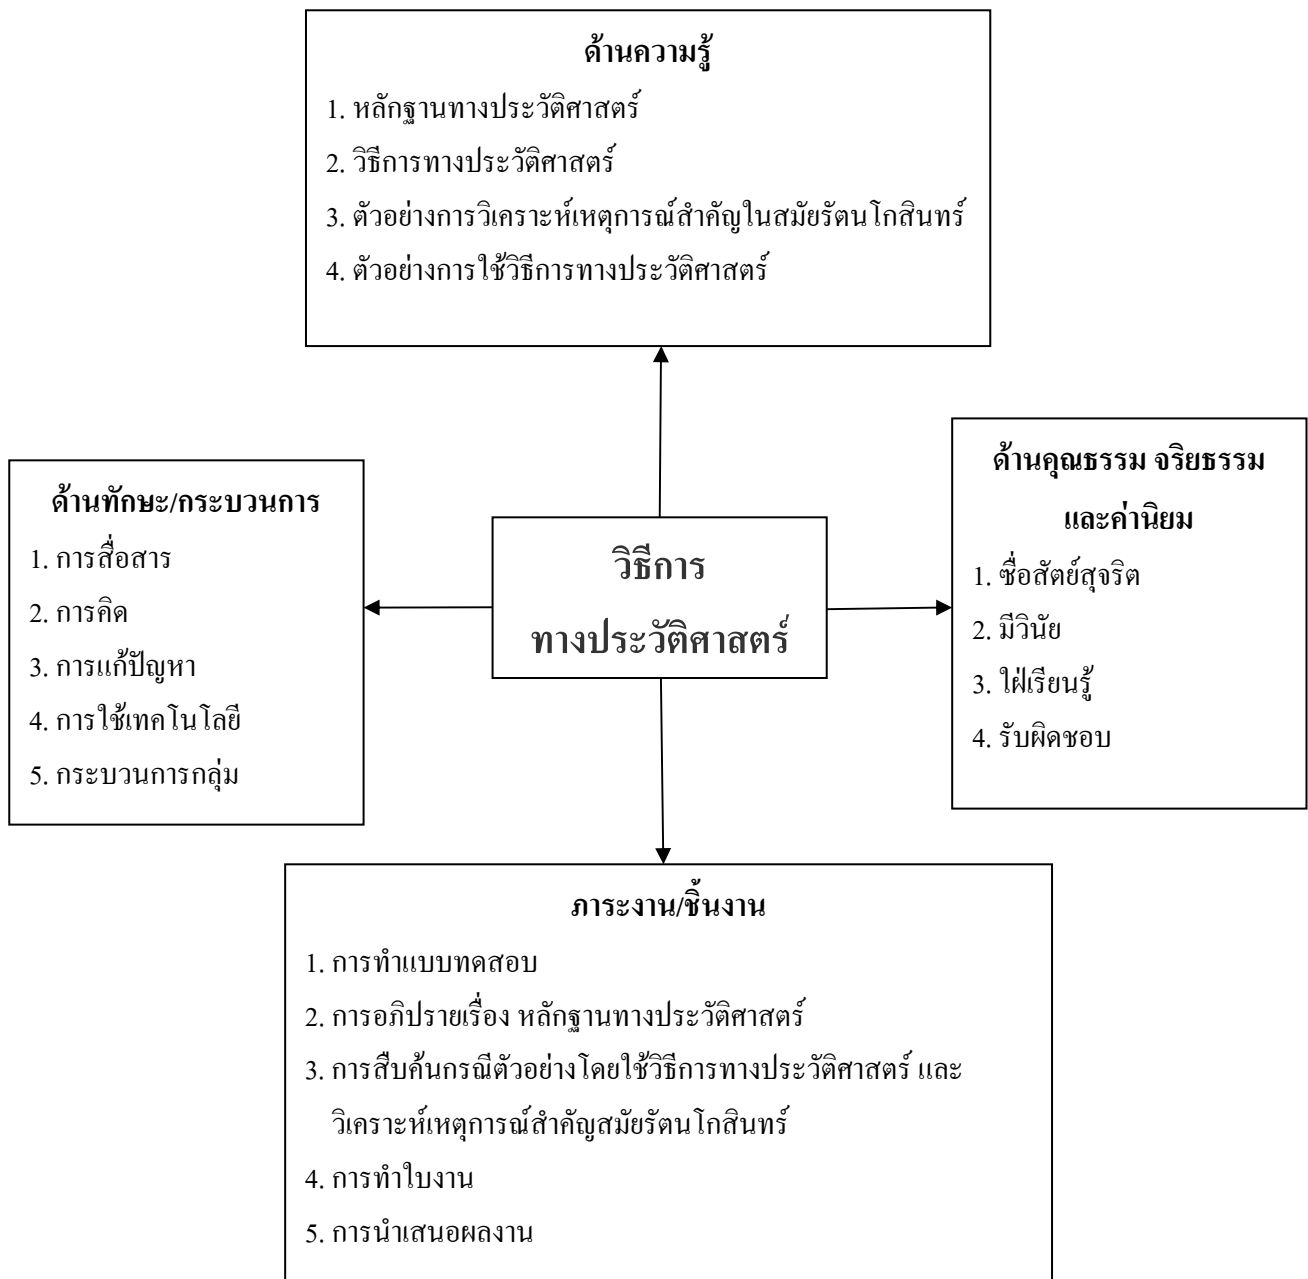 ด้านความรู้
1. หลักฐานทางประวัติศาสตร์
2. วิธีการทางประวัติศาสตร์
3. ตัวอย่างการวิเคราะห์เหตุการณ์สำคัญในสมัยรัตนโกสินทร์
4. ตัวอย่างการใช้วิธีการทางประวัติศาสตร์
ด้านทักษะ/กระบวนการ
1. การสื่อสาร
2. การคิด
3. การแก้ปัญหา
4. การใช้เทคโนโลยี
5. กระบวนการกลุ่ม
วิธีการ
ทางประวัติศาสตร์
ด้านคุณธรรม จริยธรรม
และค่านิยม
1. ซื่อสัตย์สุจริต
2. มีวินัย
3. ใฝ่เรียนรู้
4. รับผิดชอบ
ภาระงาน/ชิ้นงาน
1. การทำแบบทดสอบ
2. การอภิปรายเรื่อง หลักฐานทางประวัติศาสตร์
3. การสืบค้นกรณีตัวอย่างโดยใช้วิธีการทางประวัติศาสตร์ และ
วิเคราะห์เหตุการณ์สำคัญสมัยรัตนโกสินทร์
4. การทำใบงาน
5. การนำเสนอผลงาน